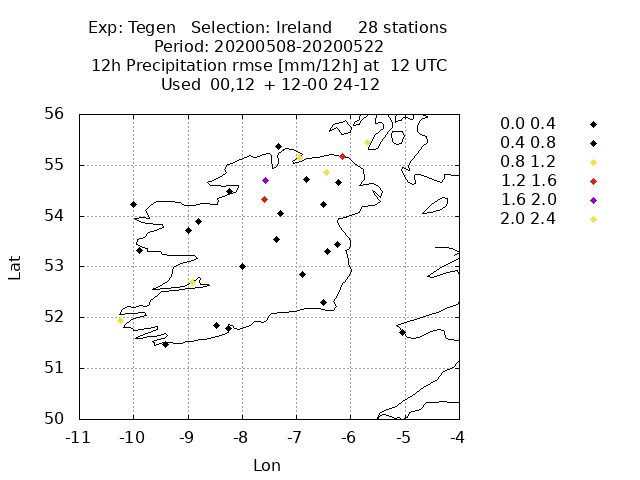 Exp: Tegen Selection: Ireland 28 stations
Period: 20200508-20200522
12h Precipitation rmse [mm/12h] at 12 UTC
Used 00,12 + 12-00 24-12
56
55
54
53
52
51
50
-11 -10 -9 -8 -7 -6 -5 -4
Lat
Lon
0.0 0.4
0.4 0.8
0.8 1.2
1.2 1.6
1.6 2.0
2.0 2.4